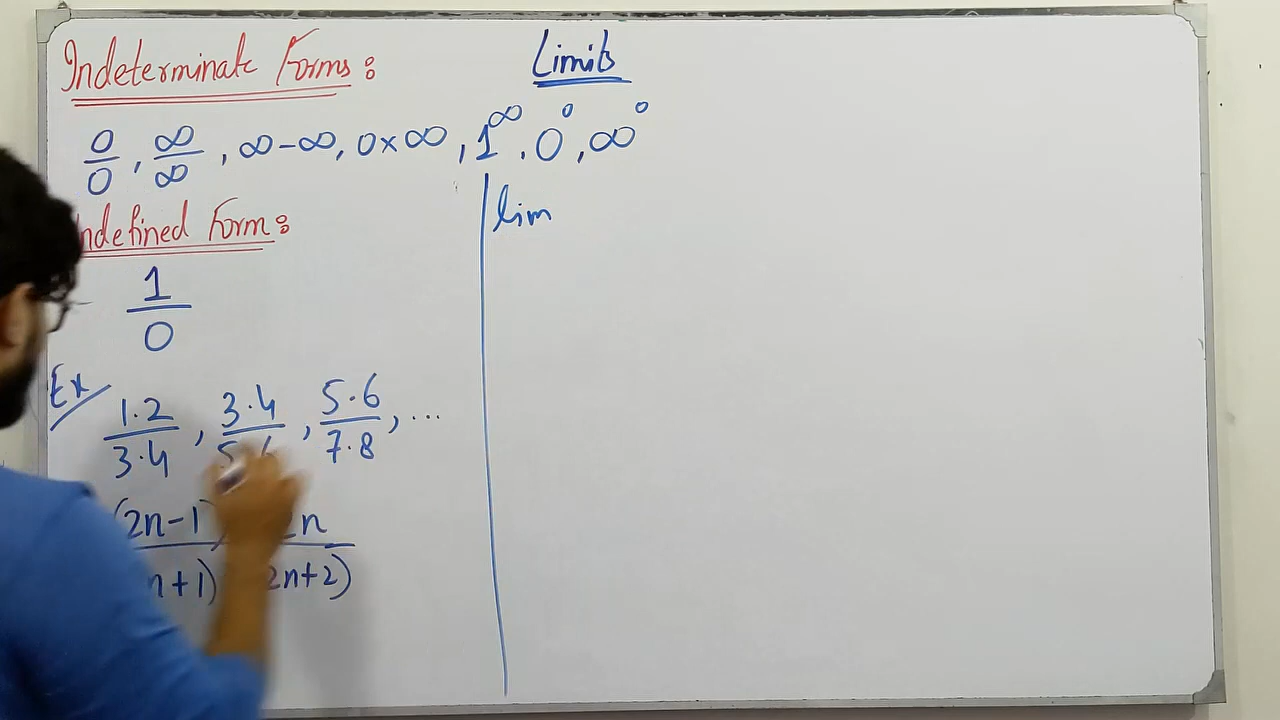 Indeterminate Forms:
Limits
0/0, ∞/∞, ∞-∞, 0×∞, 1^∞, 0^0, ∞^0
ndefined Form:
lim
1/0
Ex
1.2/3.4, 3.4/5.6, 5.6/7.8, ...
(2n-1) 2n
n+1) 2n+2)